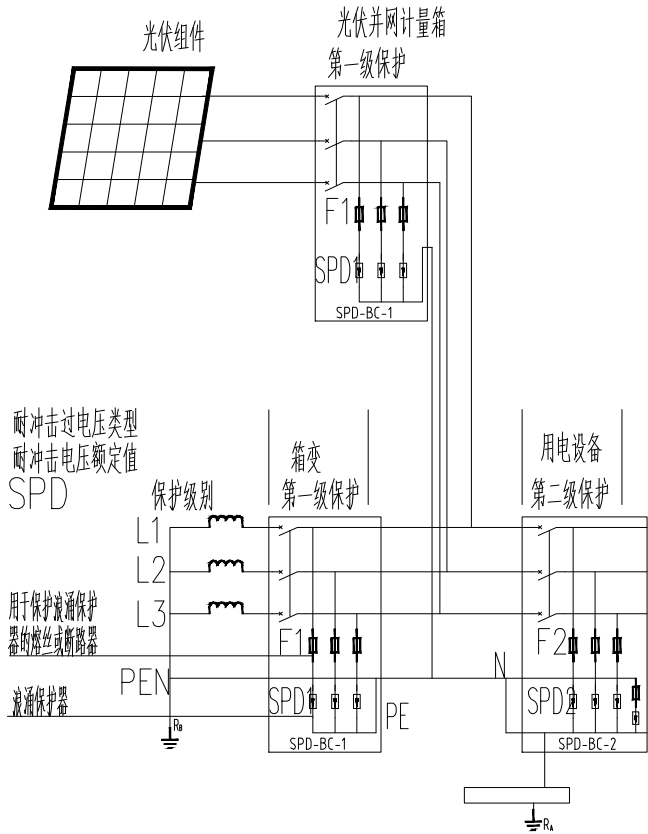 光伏组件
光伏并网计量箱
第一级保护
F1
SPD1
SPD-BC-1
耐冲击过电压类型
耐冲击电压额定值
SPD
保护级别
箱变
第一级保护
用电设备
第二级保护
L1
L2
L3
用于保护浪涌保护
器的熔丝或断路器
F1
F2
PEN
N
浪涌保护器
SPD1
PE
SPD2
RB
SPD-BC-1
SPD-BC-2
RA